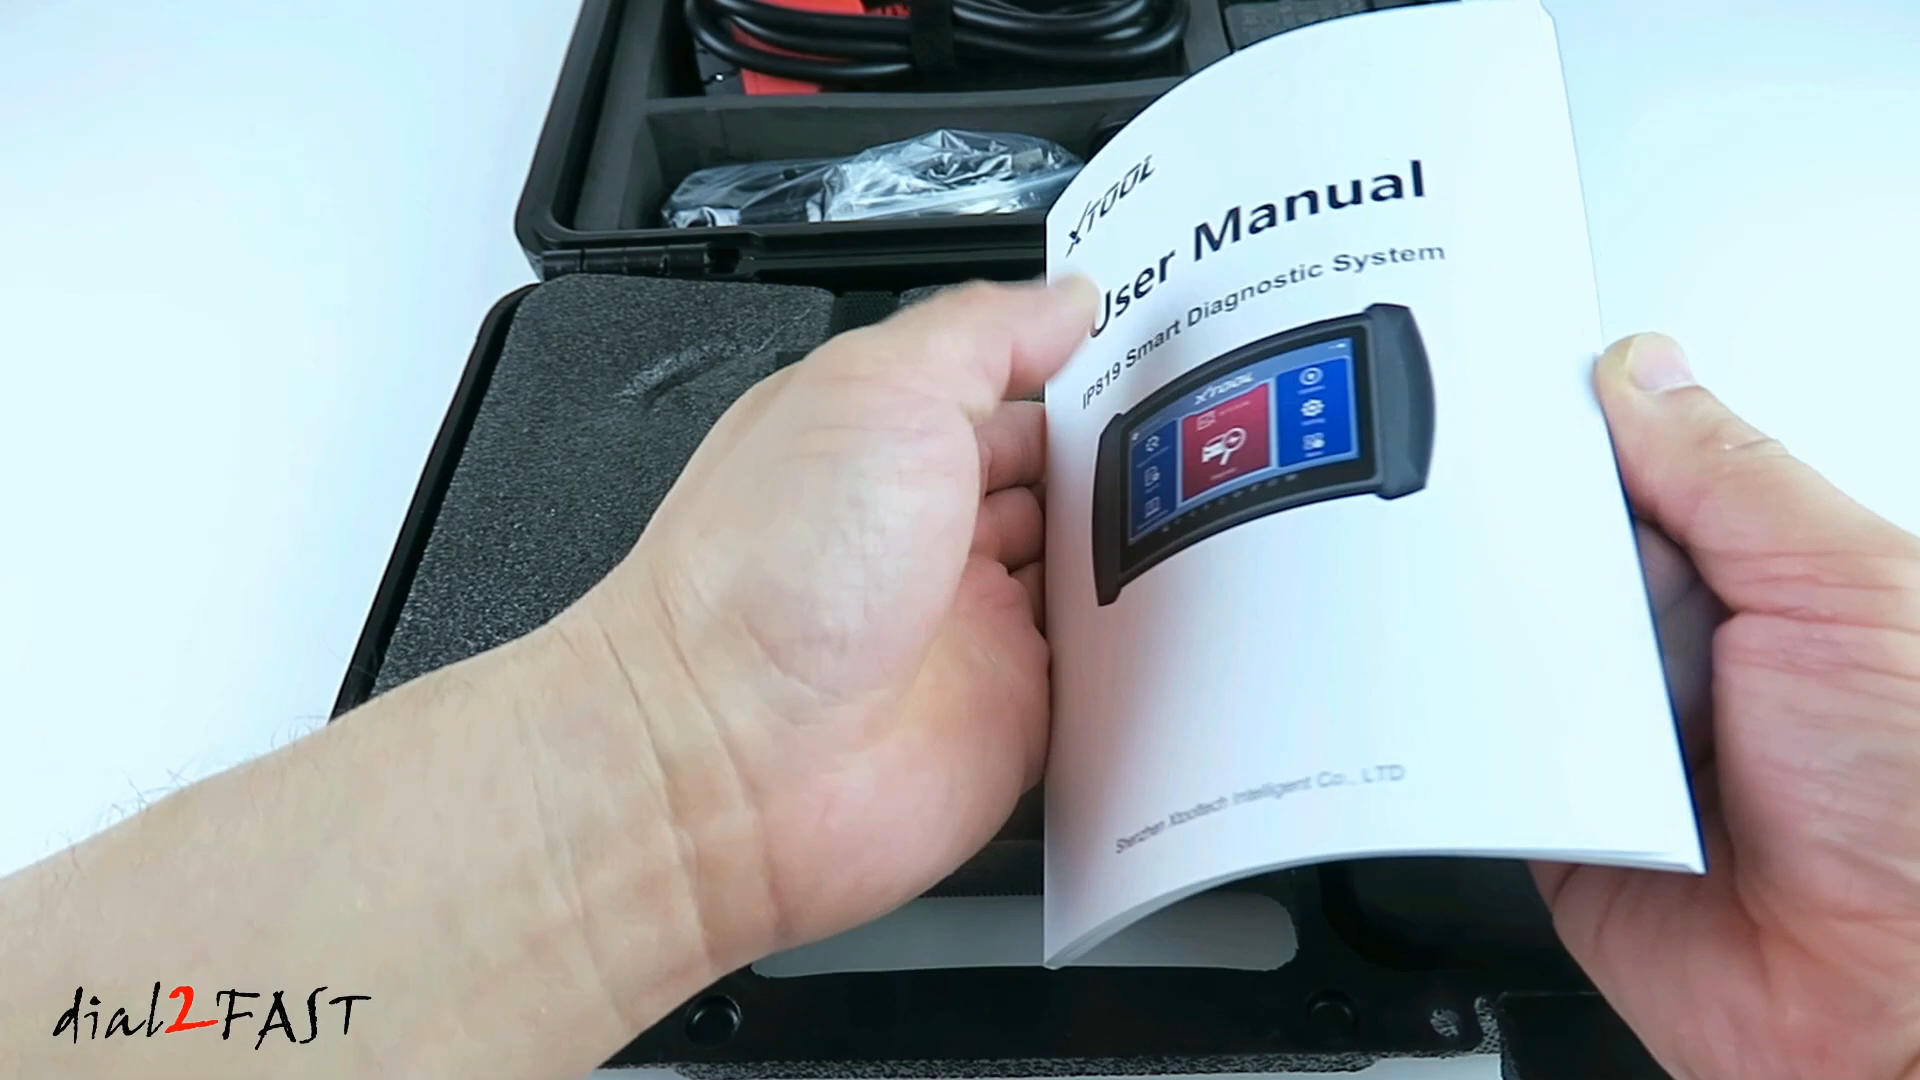 XTOOL
User Manual
IP819 Smart Diagnostic System
XTOOL
Shenzhen Xtooltech Intelligent Co., LTD
dial2FAST